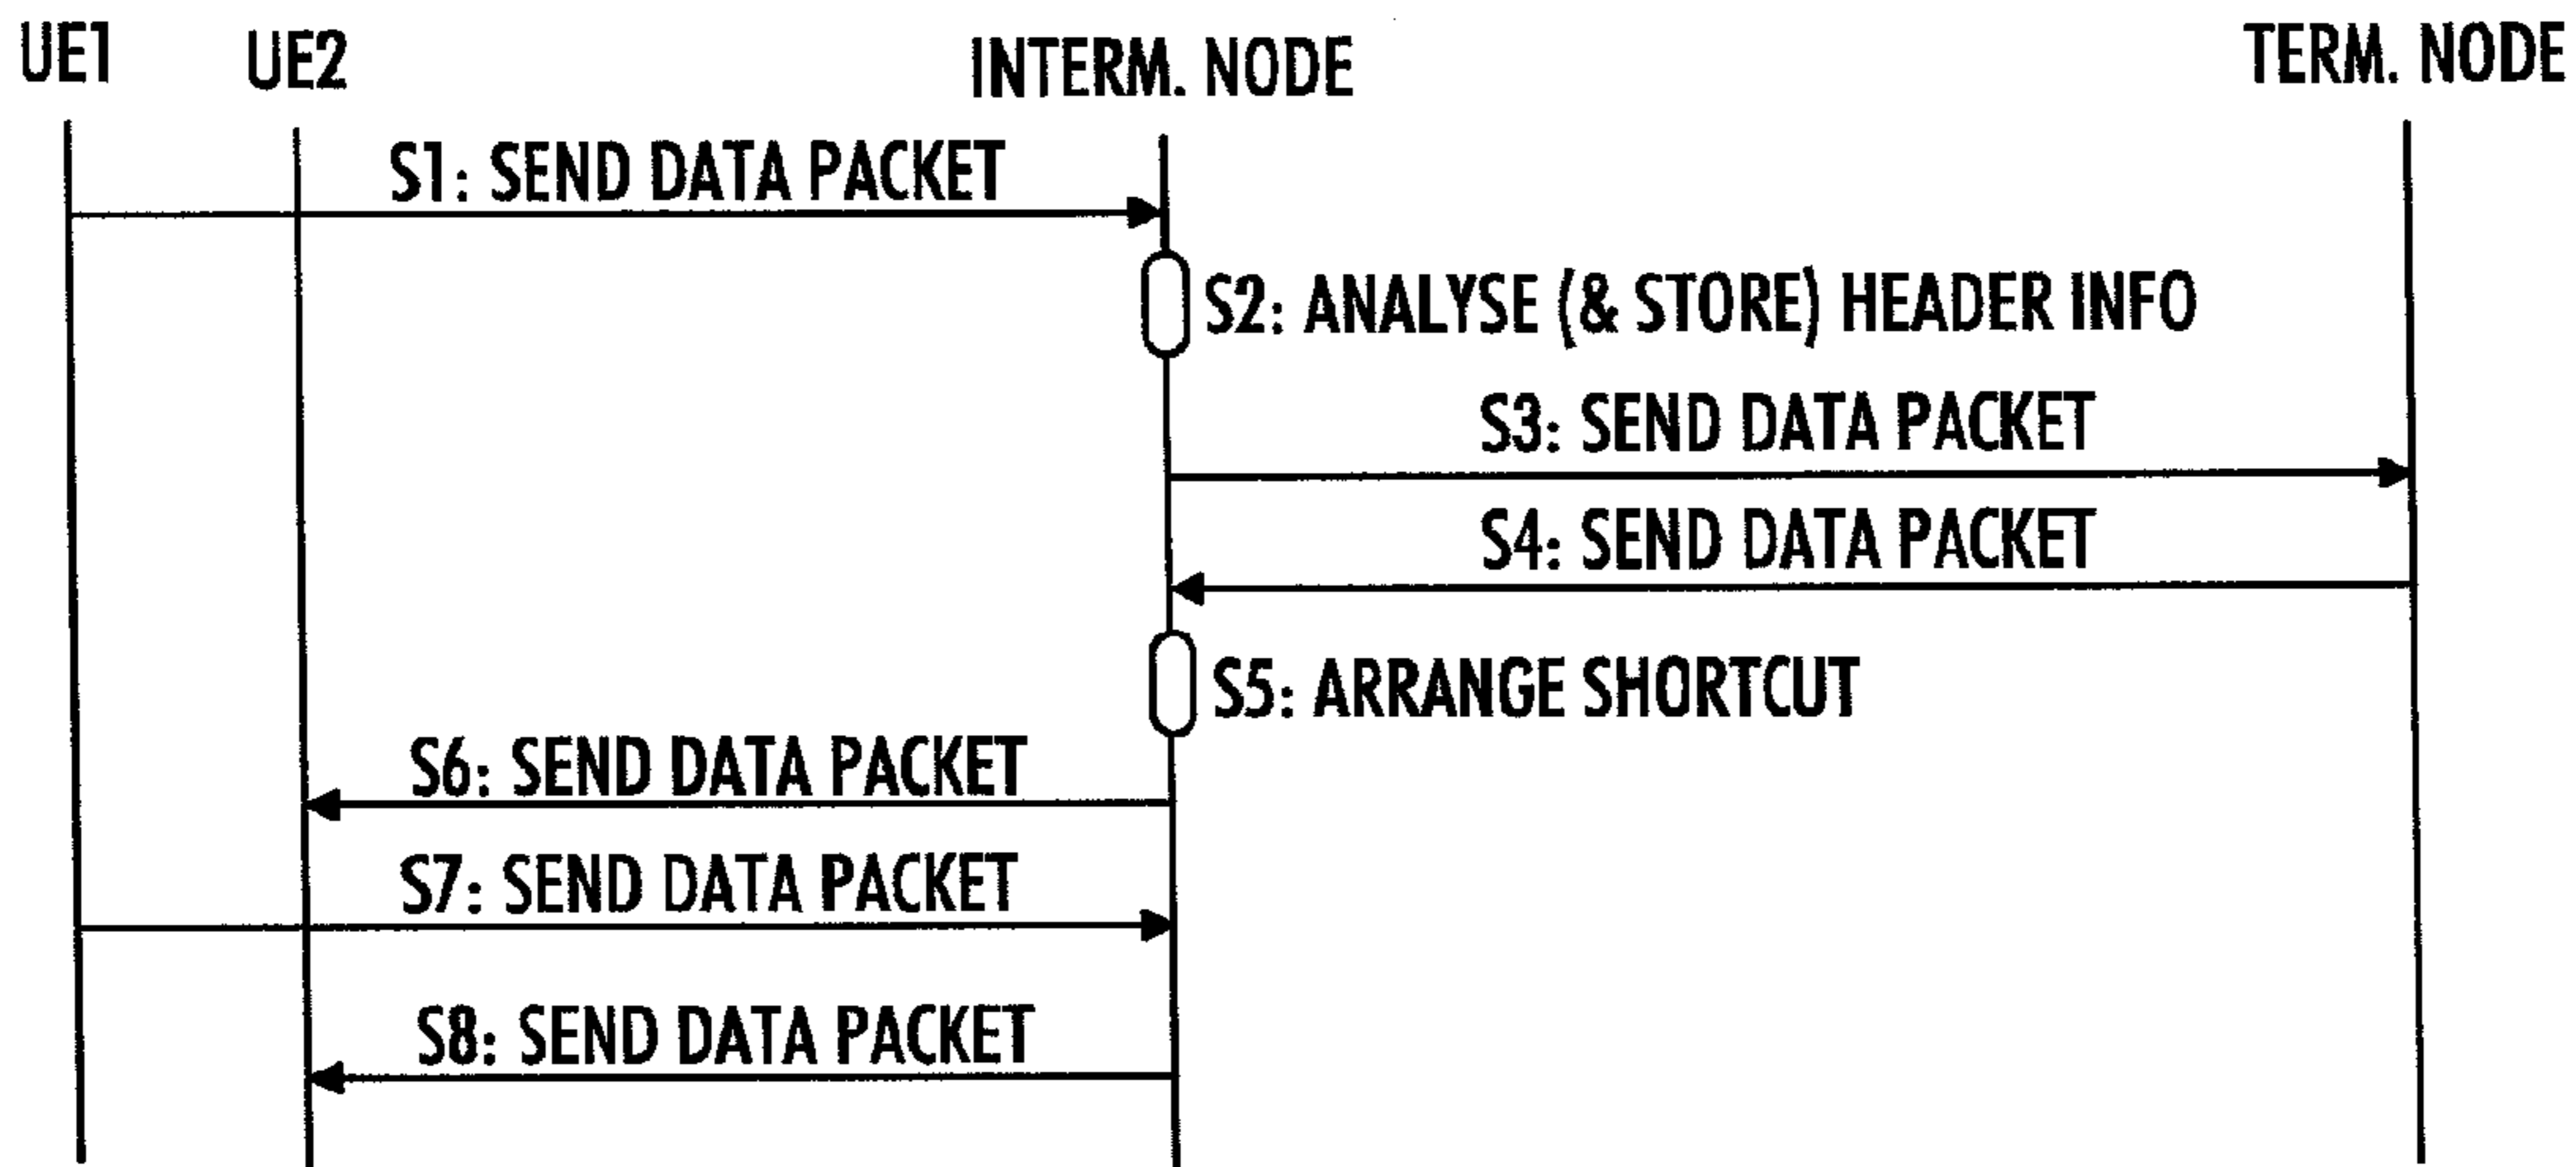 UE1
UE2
INTERM. NODE
TERM. NODE
S1: SEND DATA PACKET
S2: ANALYSE (& STORE) HEADER INFO
S3: SEND DATA PACKET
S4: SEND DATA PACKET
S5: ARRANGE SHORTCUT
S6: SEND DATA PACKET
S7: SEND DATA PACKET
S8: SEND DATA PACKET